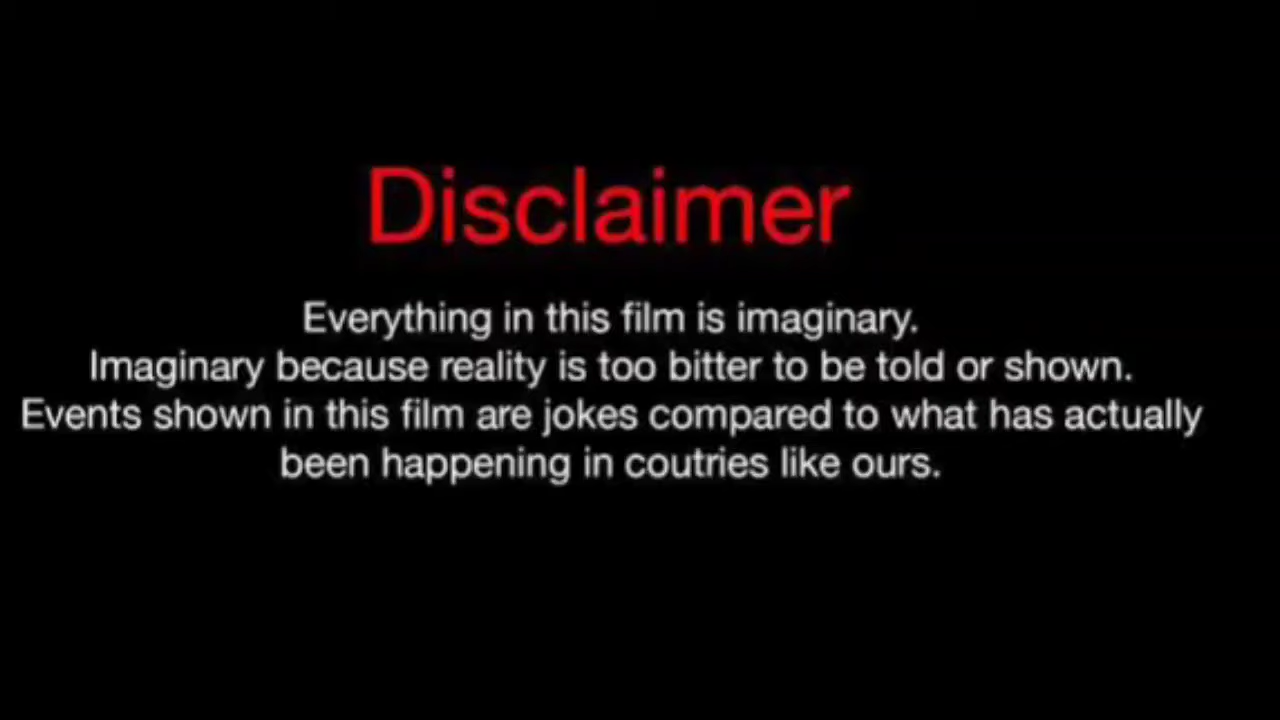 Disclaimer
Everything in this film is imaginary.
Imaginary because reality is too bitter to be told or shown.
Events shown in this film are jokes compared to what has actually
been happening in coutries like ours.